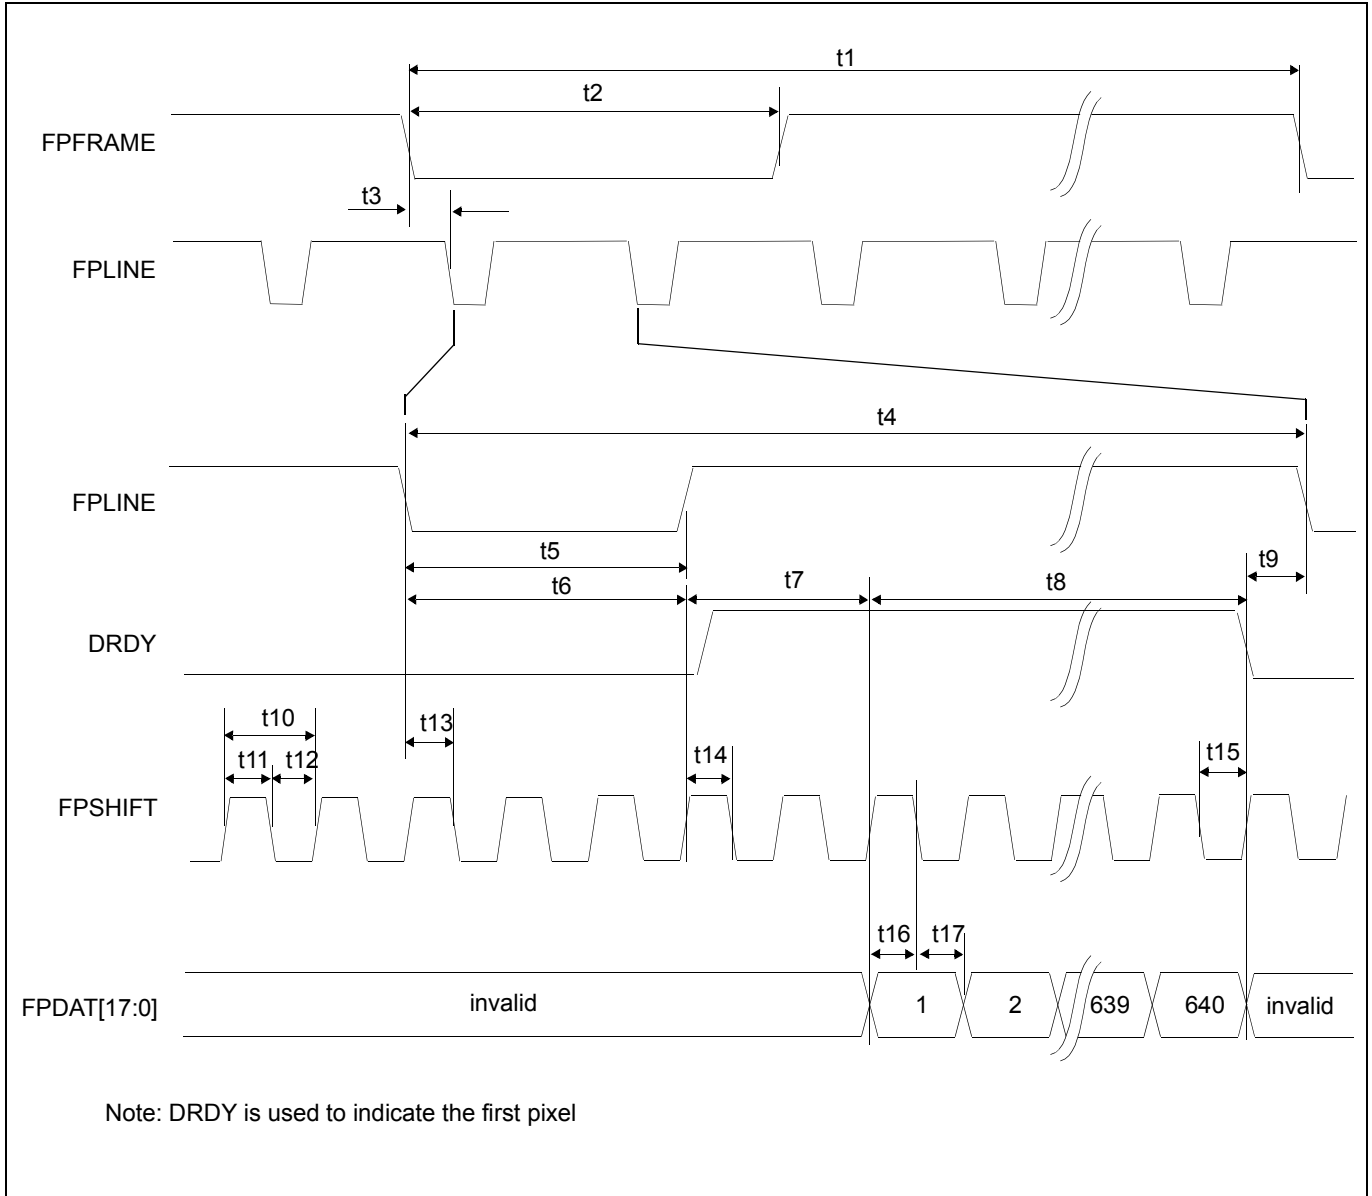 t1
t2
FPFRAME
t3
FPLINE
t4
FPLINE
t5
t9
t6
t7
t8
DRDY
t10
t13
t11
t12
t14
t15
FPSHIFT
t16
t17
FPDAT[17:0]
invalid
1
2
639
640
invalid
Note: DRDY is used to indicate the first pixel